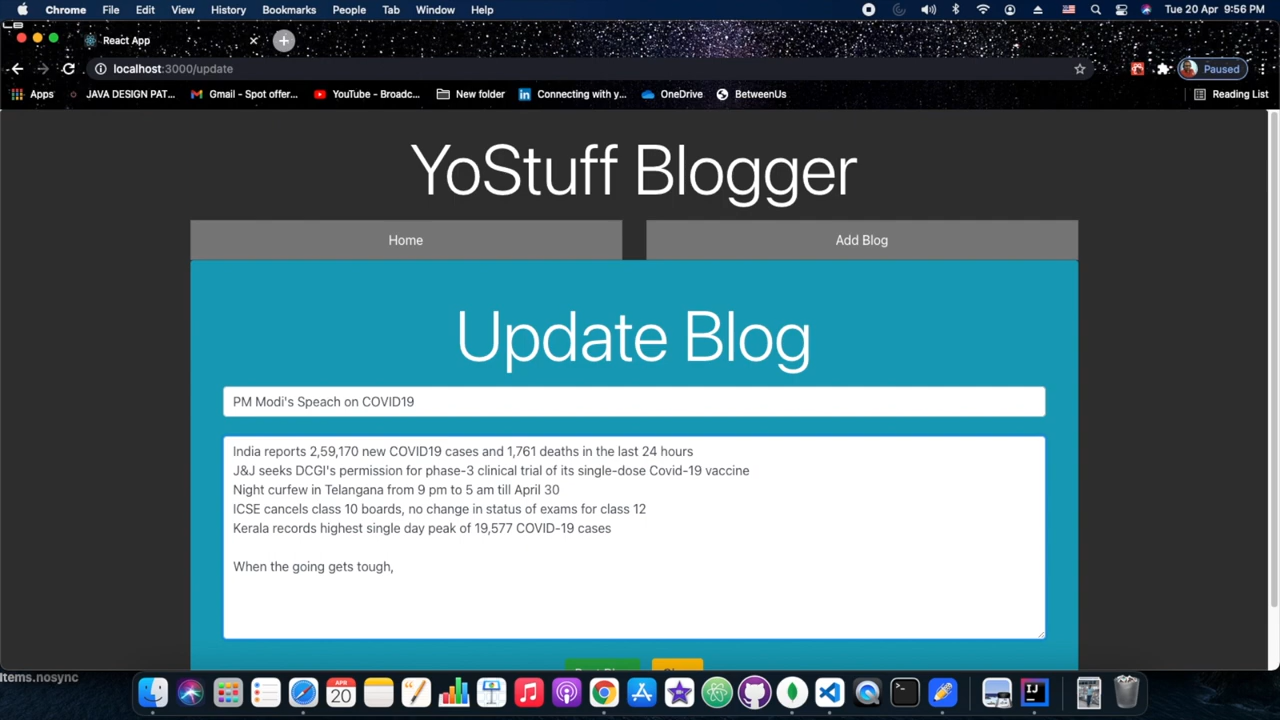 Chrome File Edit View History Bookmarks People Tab Window Help Tue 20 Apr 9:56 PM
React App
localhost:3000/update Paused
Apps JAVA DESIGN PAT... Gmail - Spot offer... YouTube - Broadc... New folder Connecting with y... OneDrive BetweenUs Reading List
YoStuff Blogger
Home Add Blog
Update Blog
PM Modi's Speach on COVID19
India reports 2,59,170 new COVID19 cases and 1,761 deaths in the last 24 hours
J&J seeks DCGI's permission for phase-3 clinical trial of its single-dose Covid-19 vaccine
Night curfew in Telangana from 9 pm to 5 am till April 30
ICSE cancels class 10 boards, no change in status of exams for class 12
Kerala records highest single day peak of 19,577 COVID-19 cases
When the going gets tough,
Items.nosync
APR
20
IJ